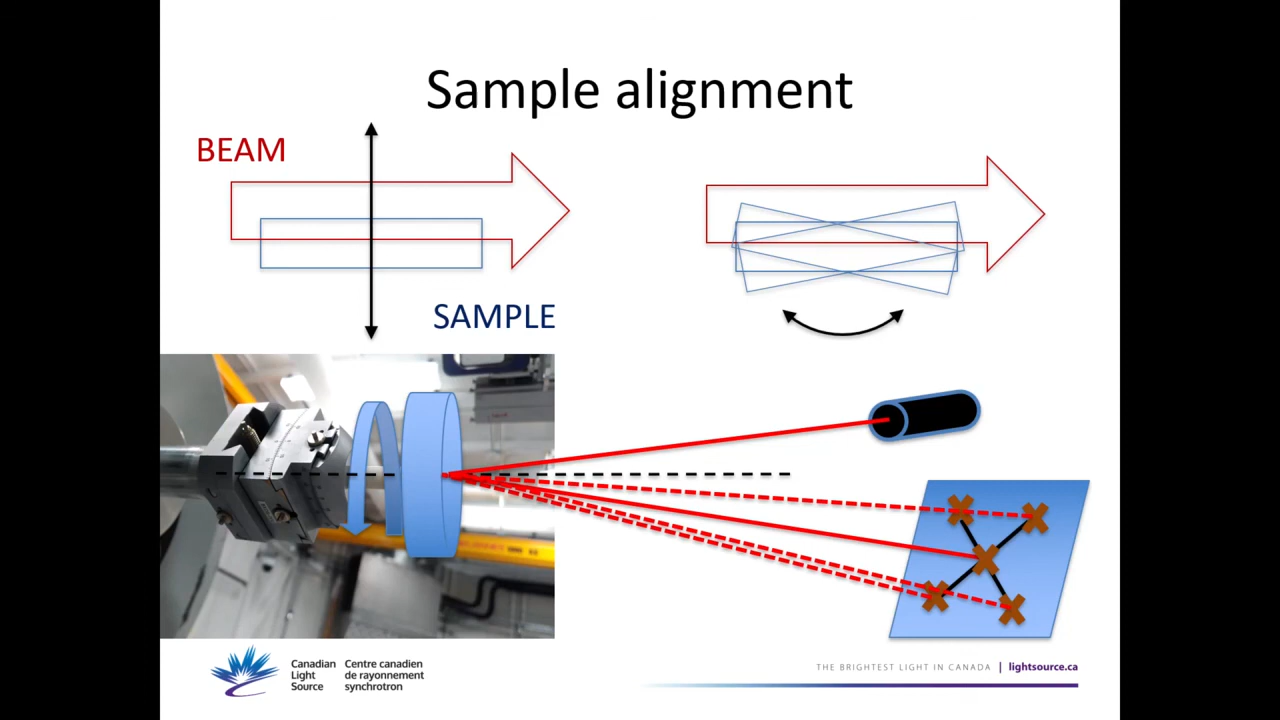 Sample alignment
BEAM
SAMPLE
Canadian
Light
Source
Centre canadien
de rayonnement
synchrotron
THE BRIGHTEST LIGHT IN CANADA | lightsource.ca